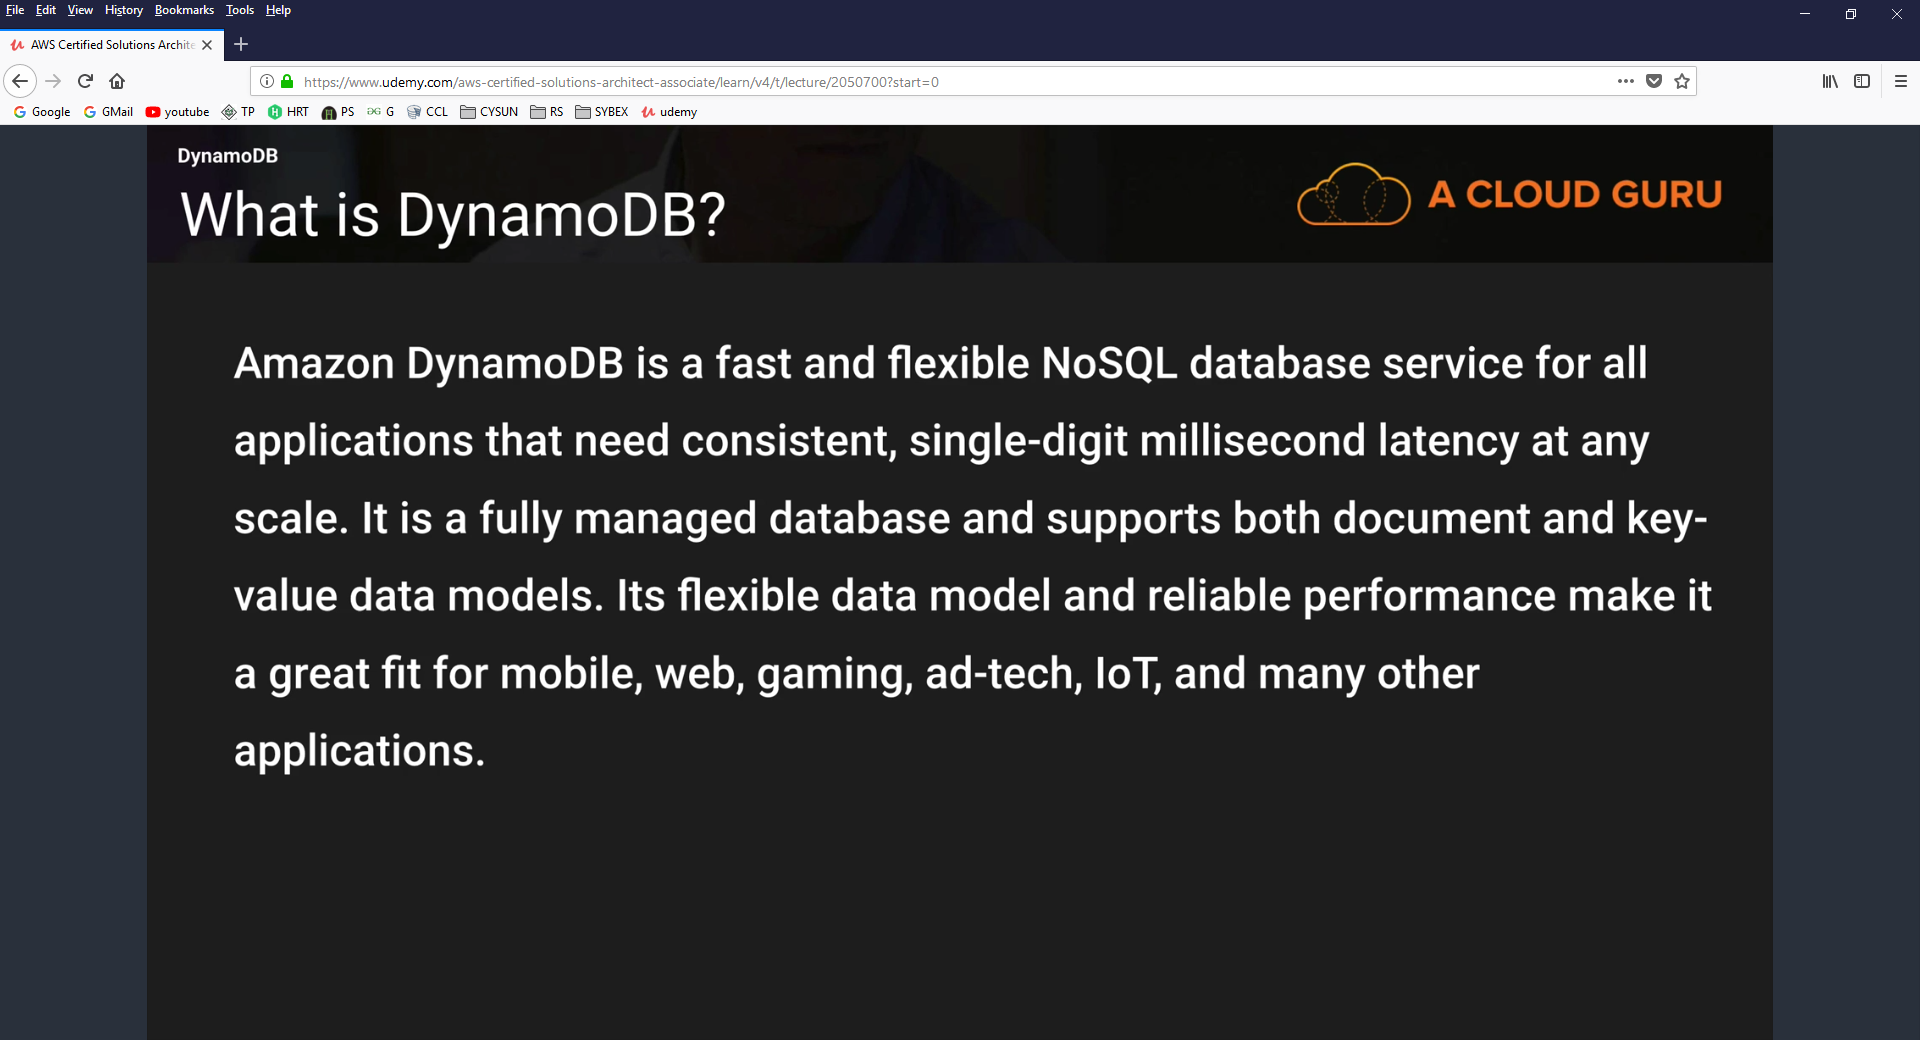 File Edit View History Bookmarks Tools Help
AWS Certified Solutions Archite
https://www.udemy.com/aws-certified-solutions-architect-associate/learn/v4/t/lecture/2050700?start=0
Google GMail youtube TP HRT PS G CCL CYSUN RS SYBEX udemy
DynamoDB
What is DynamoDB?
A CLOUD GURU
Amazon DynamoDB is a fast and flexible NoSQL database service for all
applications that need consistent, single-digit millisecond latency at any
scale. It is a fully managed database and supports both document and key-
value data models. Its flexible data model and reliable performance make it
a great fit for mobile, web, gaming, ad-tech, IoT, and many other
applications.